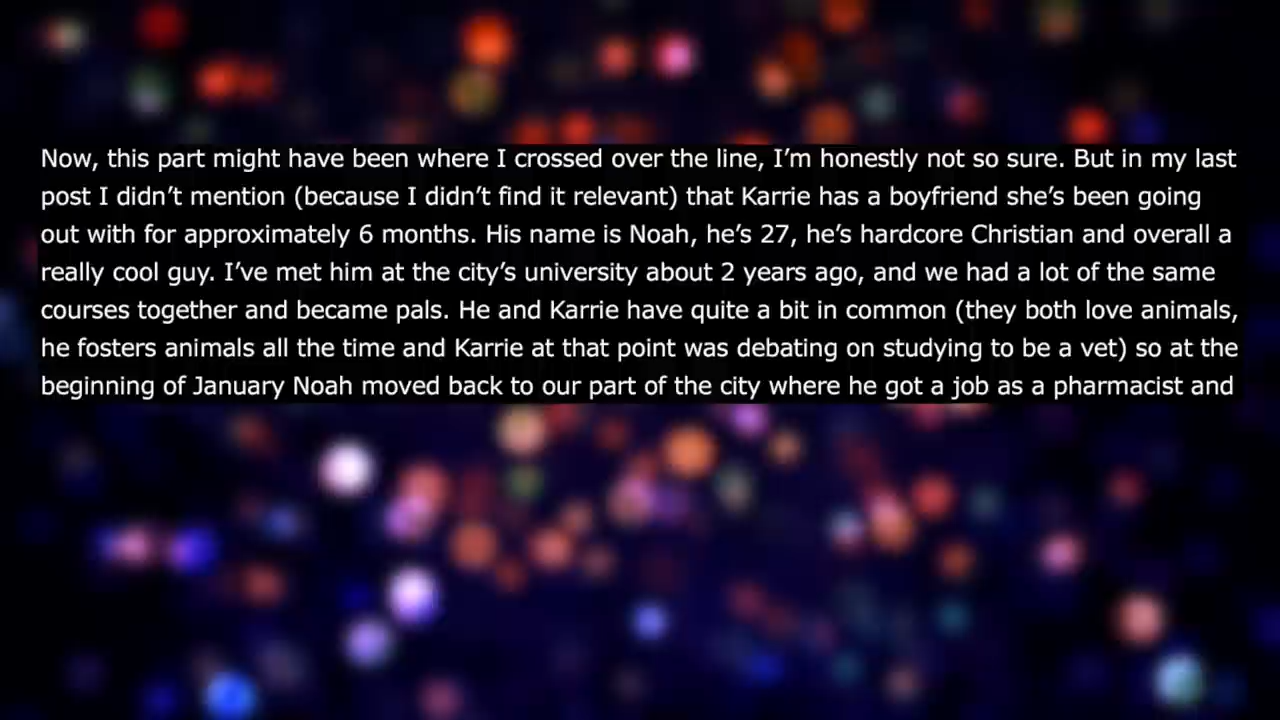 Now, this part might have been where I crossed over the line, I’m honestly not so sure. But in my last
post I didn’t mention (because I didn’t find it relevant) that Karrie has a boyfriend she’s been going
out with for approximately 6 months. His name is Noah, he’s 27, he’s hardcore Christian and overall a
really cool guy. I’ve met him at the city’s university about 2 years ago, and we had a lot of the same
courses together and became pals. He and Karrie have quite a bit in common (they both love animals,
he fosters animals all the time and Karrie at that point was debating on studying to be a vet) so at the
beginning of January Noah moved back to our part of the city where he got a job as a pharmacist and